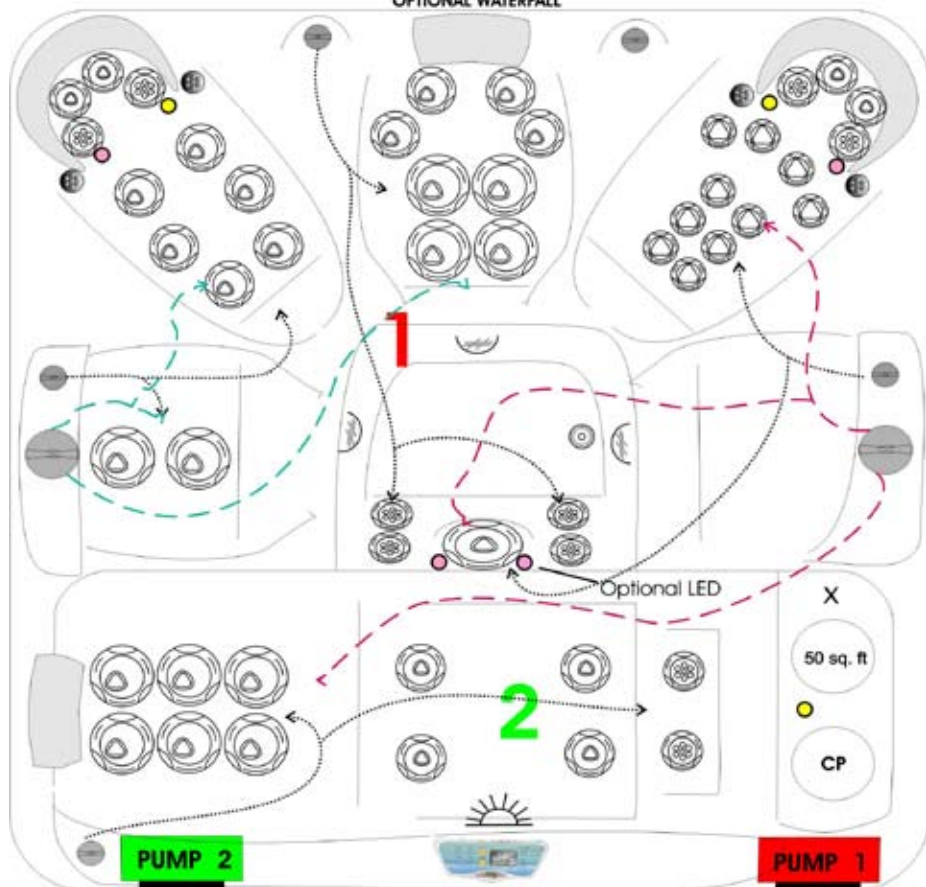 OPTIONAL WATERFALL
1
Optional LED
X
50 sq. ft
2
CP
PUMP 2
PUMP 1